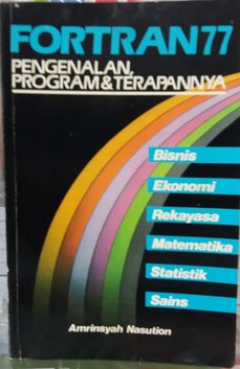 FORTRAN 77
PENGENALAN,
PROGRAM & TERAPANNYA
Bisnis
Ekonomi
Rekayasa
Matematika
Statistik
Sains
Amrinsyah Nasution